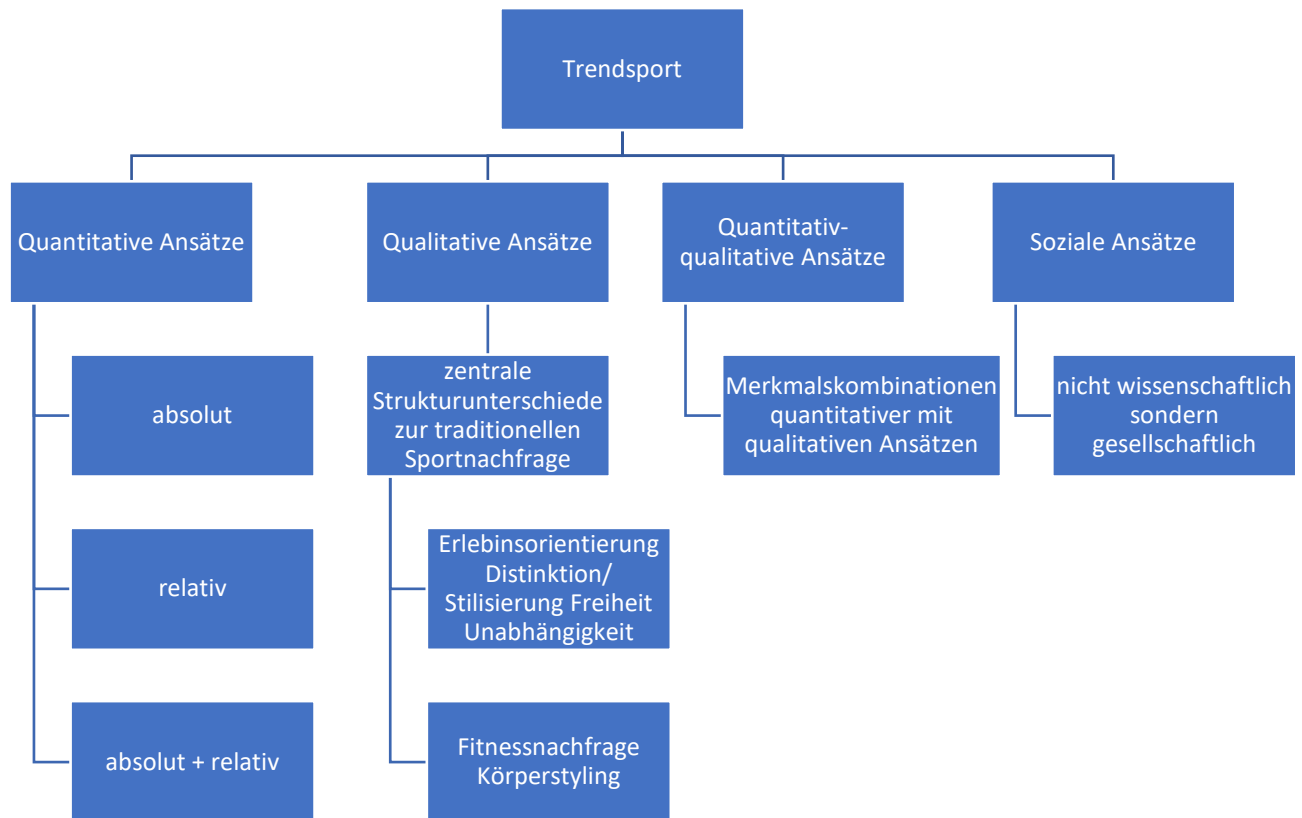 Trendsport
Quantitative Ansätze
Qualitative Ansätze
Quantitativ-
qualitative Ansätze
Soziale Ansätze
absolut
relativ
absolut + relativ
zentrale
Strukturunterschiede
zur traditionellen
Sportnachfrage
Erlebinsorientierung
Distinktion/
Stilisierung Freiheit
Unabhängigkeit
Fitnessnachfrage
Körperstyling
Merkmalskombinationen
quantitativer mit
qualitativen Ansätzen
nicht wissenschaftlich
sondern
gesellschaftlich